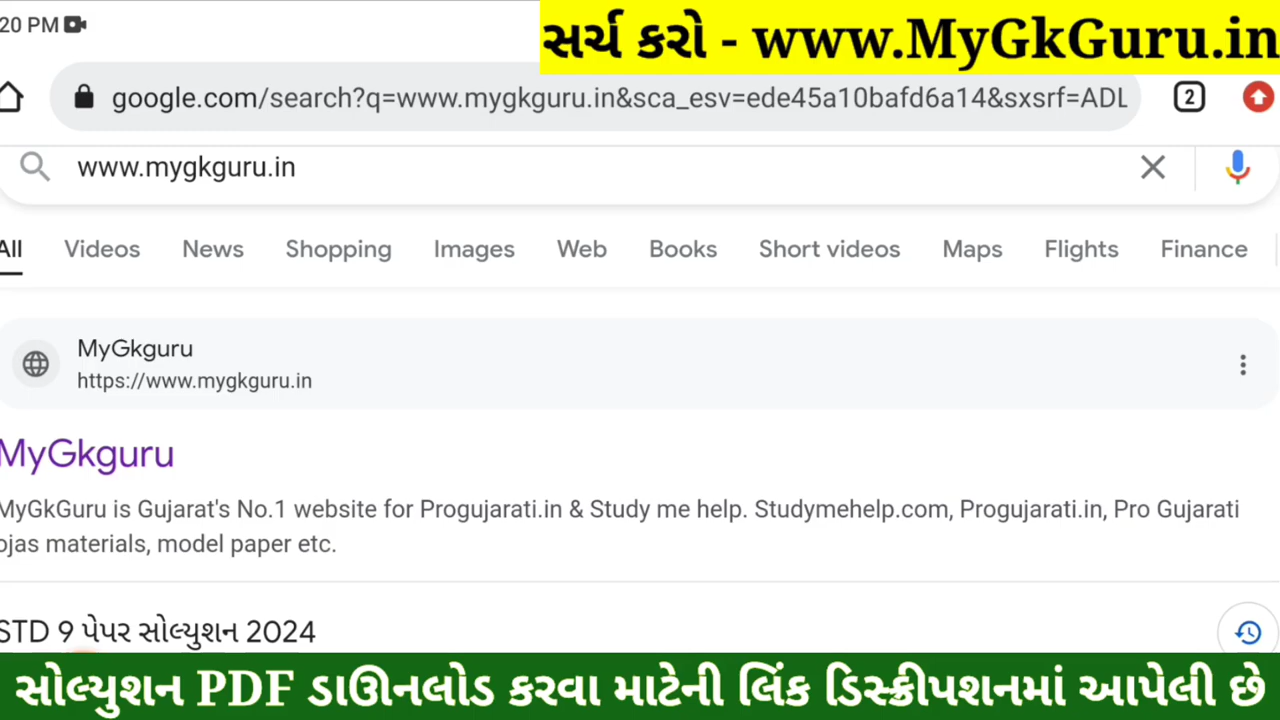 20 PM
સર્ચ કરો - www.MyGkGuru.in
google.com/search?q=www.mygkguru.in&sca_esv=ede45a10bafd6a14&sxsrf=ADL
2
www.mygkguru.in
All Videos News Shopping Images Web Books Short videos Maps Flights Finance
MyGkguru
https://www.mygkguru.in
MyGkguru
MyGkGuru is Gujarat's No.1 website for Progujarati.in & Study me help. Studymehelp.com, Progujarati.in, Pro Gujarati
ojas materials, model paper etc.
STD 9 પેપર સોલ્યુશન 2024
સોલ્યુશન PDF ડાઊનલોડ કરવા માટેની લિંક ડિસ્ક્રીપશનમાં આપેલી છે